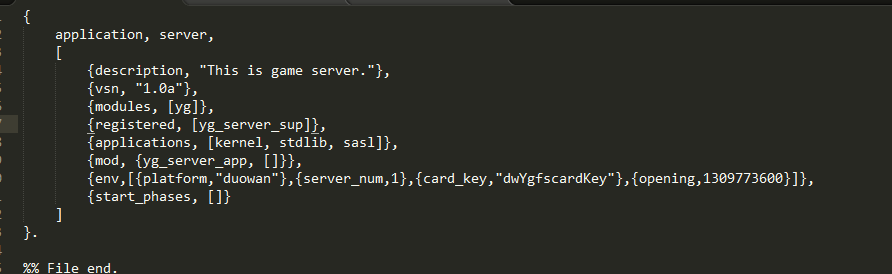 {
application, server,
[
{description, "This is game server."},
{vsn, "1.0a"},
{modules, [yg]},
{registered, [yg_server_sup]},
{applications, [kernel, stdlib, sasl]},
{mod, {yg_server_app, []}},
{env,[{platform,"duowan"},{server_num,1},{card_key,"dwYgfscardKey"},{opening,1309773600}]},
{start_phases, []}
]
}.
%% File end.